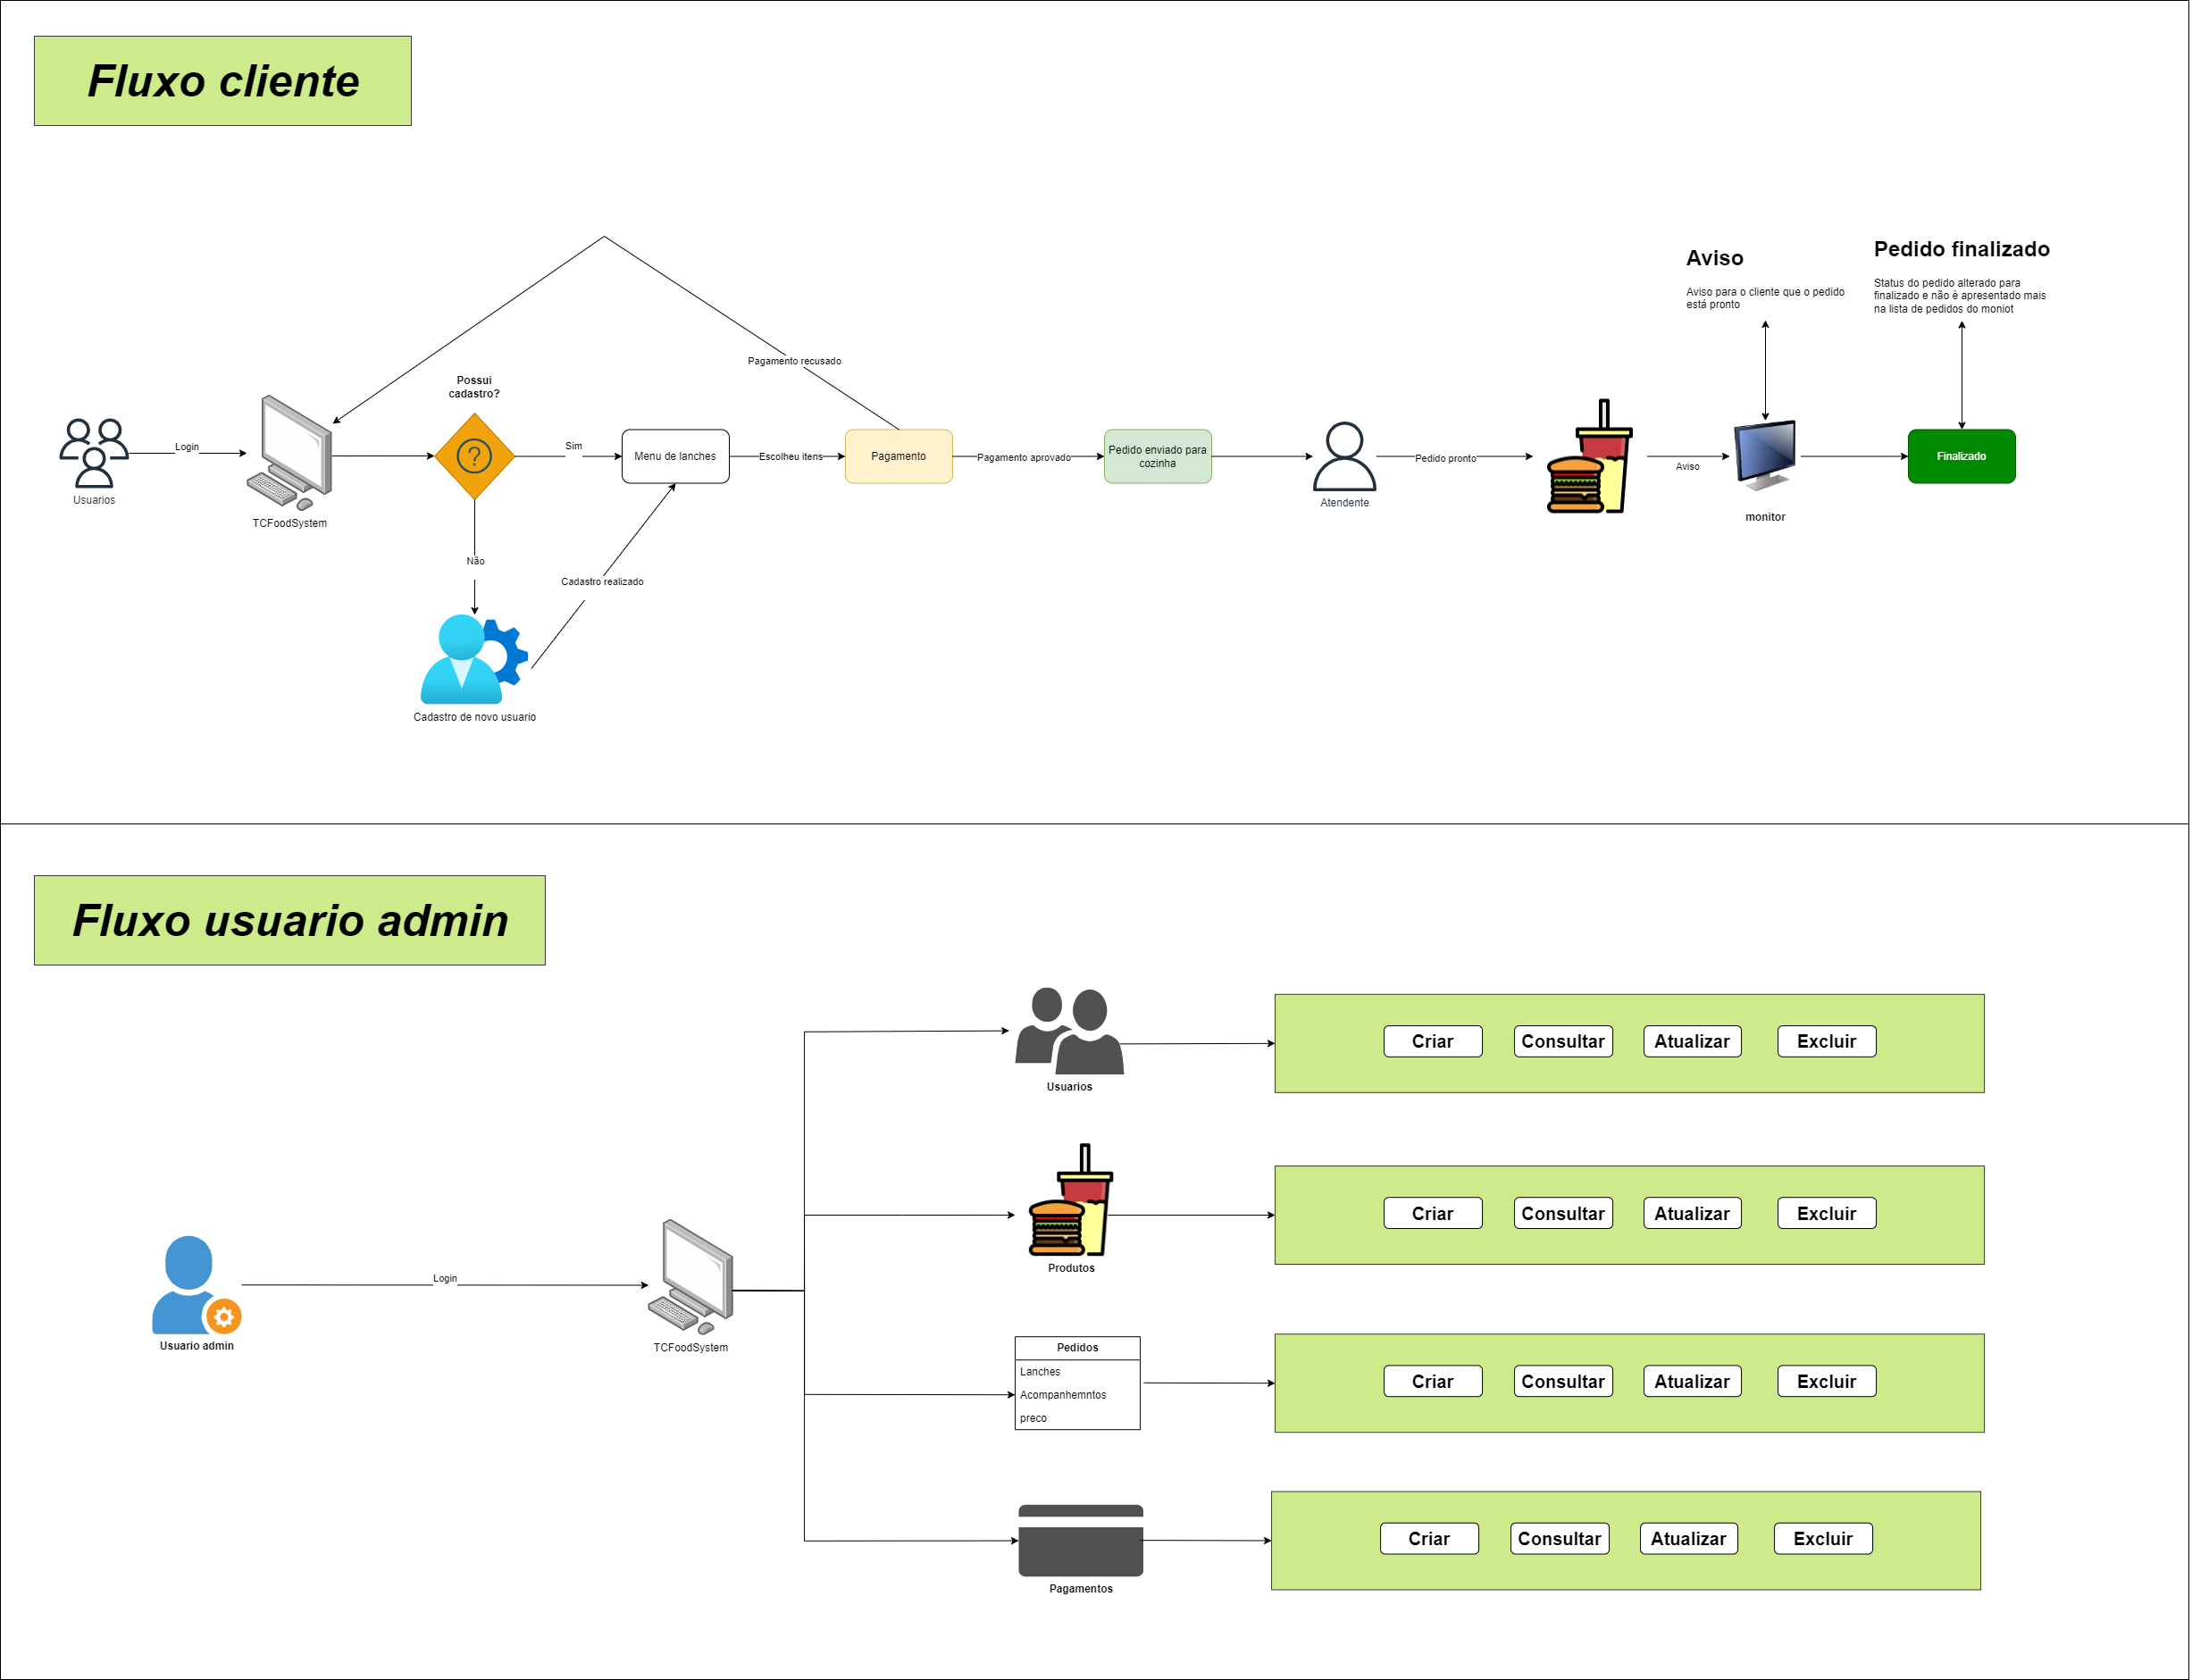 Fluxo cliente
Aviso
Aviso para o cliente que o pedido
está pronto
Pedido finalizado
Status do pedido alterado para
finalizado e não é apresentado mais
na lista de pedidos do moniot
Pagamento recusado
Possui
cadastro?
Login
Usuarios
TCFoodSystem
?
Sim
Menu de lanches
Escolheu itens
Pagamento
Pagamento aprovado
Pedido enviado para
cozinha
Atendente
Pedido pronto
Aviso
monitor
Finalizado
Não
Cadastro realizado
Cadastro de novo usuario
Fluxo usuario admin
Usuario admin
Login
TCFoodSystem
Usuarios
Criar
Consultar
Atualizar
Excluir
Produtos
Criar
Consultar
Atualizar
Excluir
Pedidos
Lanches
Acompanhemntos
preco
Criar
Consultar
Atualizar
Excluir
Pagamentos
Criar
Consultar
Atualizar
Excluir